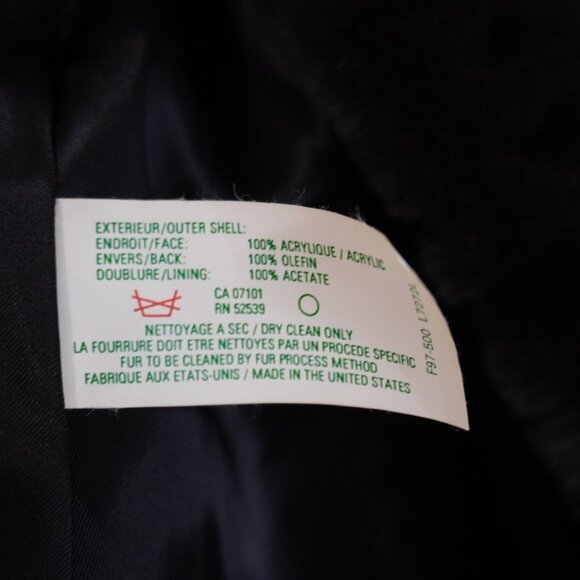 EXTERIEUR/OUTER SHELL:
ENDROIT/FACE: 100% ACRYLIQUE / ACRYLIC
ENVERS/BACK: 100% OLEFIN
DOUBLURE/LINING: 100% ACETATE
CA 07101
RN 52539
NETTOYAGE A SEC / DRY CLEAN ONLY
LA FOURRURE DOIT ETRE NETTOYES PAR UN PROCEDE SPECIFIC
FUR TO BE CLEANED BY FUR PROCESS METHOD
FABRIQUE AUX ETATS-UNIS / MADE IN THE UNITED STATES
F97-500